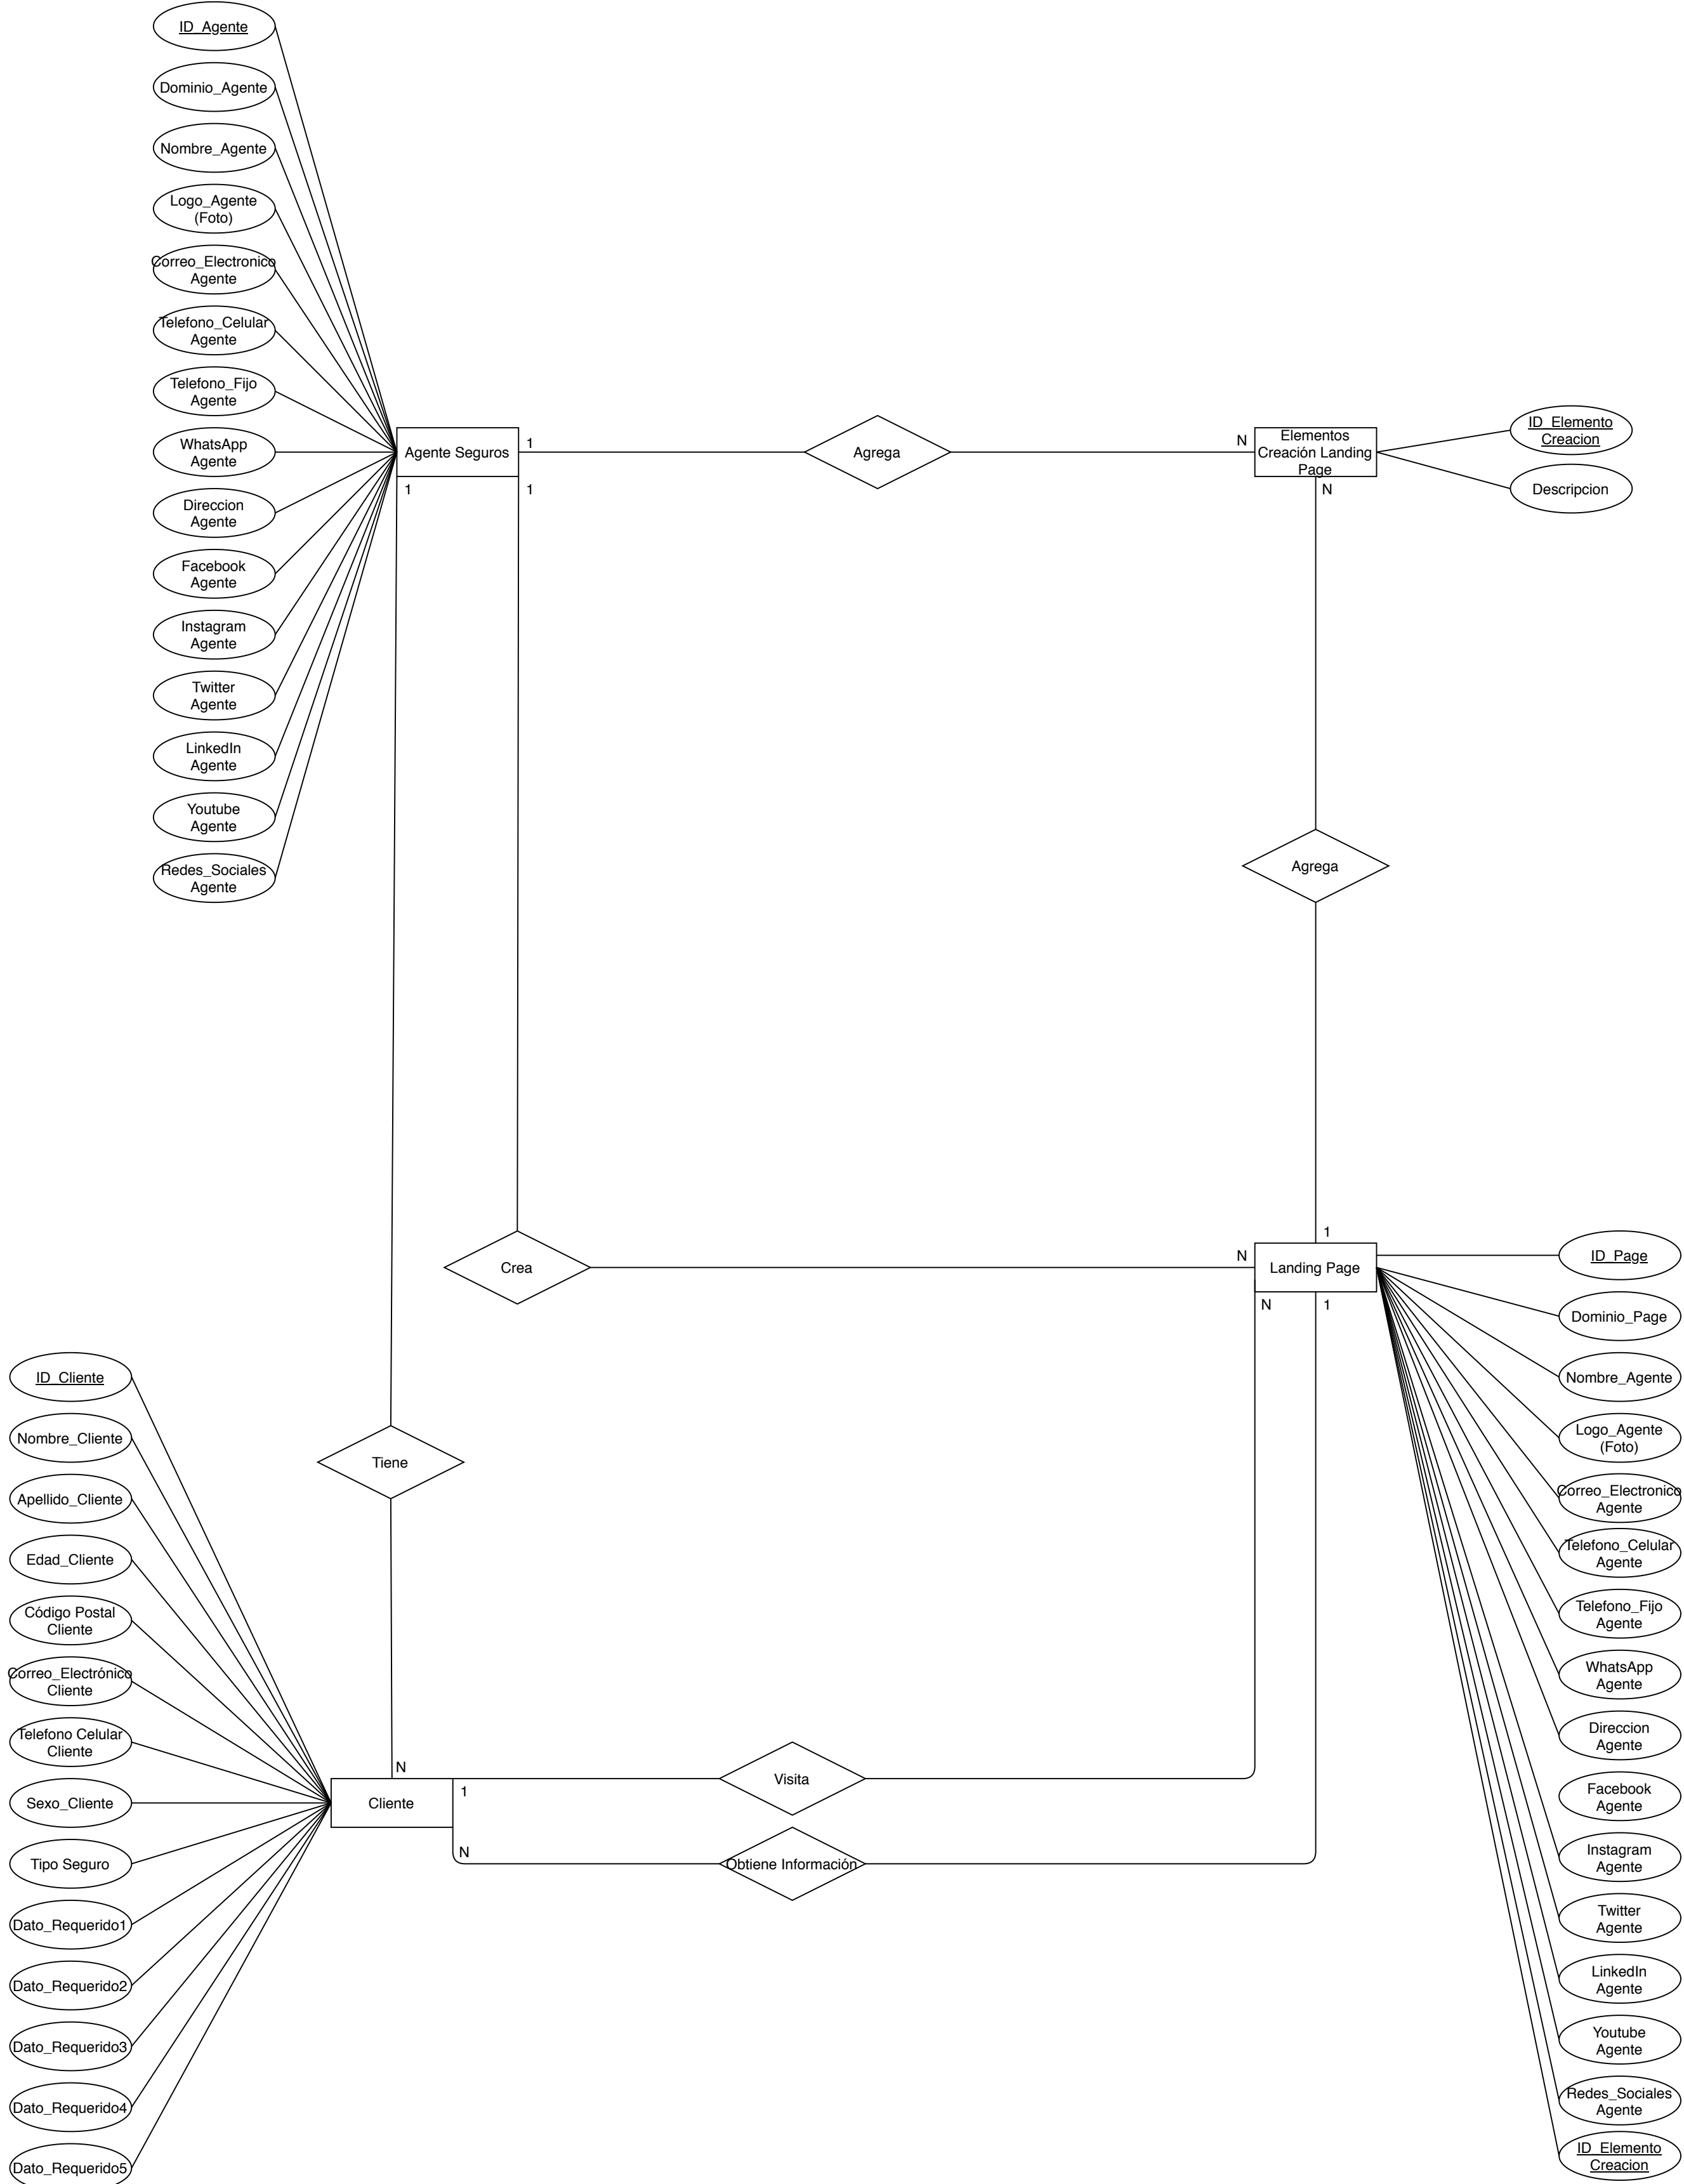 ID_Agente
Dominio_Agente
Nombre_Agente
Logo_Agente
(Foto)
Correo_Electronico
Agente
Telefono_Celular
Agente
Telefono_Fijo
Agente
WhatsApp
Agente
Direccion
Agente
Facebook
Agente
Instagram
Agente
Twitter
Agente
LinkedIn
Agente
Youtube
Agente
Redes_Sociales
Agente
Agente Seguros
1
1
1
Agrega
N
Elementos
Creación Landing
Page
N
ID_Elemento
Creacion
Descripcion
Agrega
1
Crea
N
Landing Page
N
1
ID_Page
Dominio_Page
Nombre_Agente
Logo_Agente
(Foto)
Correo_Electronico
Agente
Telefono_Celular
Agente
Telefono_Fijo
Agente
WhatsApp
Agente
Direccion
Agente
Facebook
Agente
Instagram
Agente
Twitter
Agente
LinkedIn
Agente
Youtube
Agente
Redes_Sociales
Agente
ID_Elemento
Creacion
Tiene
ID_Cliente
Nombre_Cliente
Apellido_Cliente
Edad_Cliente
Código Postal
Cliente
Correo_Electrónico
Cliente
Telefono Celular
Cliente
Sexo_Cliente
Tipo Seguro
Dato_Requerido1
Dato_Requerido2
Dato_Requerido3
Dato_Requerido4
Dato_Requerido5
N
Cliente
1
N
Visita
Obtiene Información